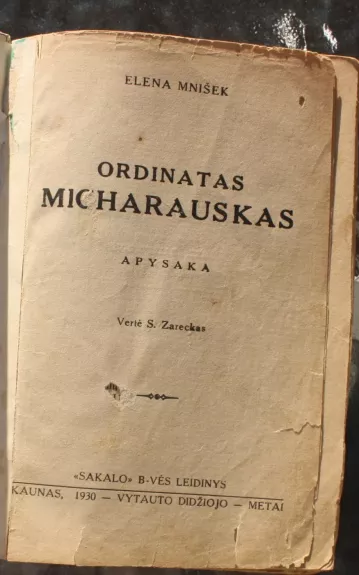 ELENA MNIŠEK
ORDINATAS
MICHARAUSKAS
APYSAKA
Vertė S. Zareckas
«SAKALO» B-VĖS LEIDINYS
KAUNAS, 1930 — VYTAUTO DIDŽIOJO — METAI